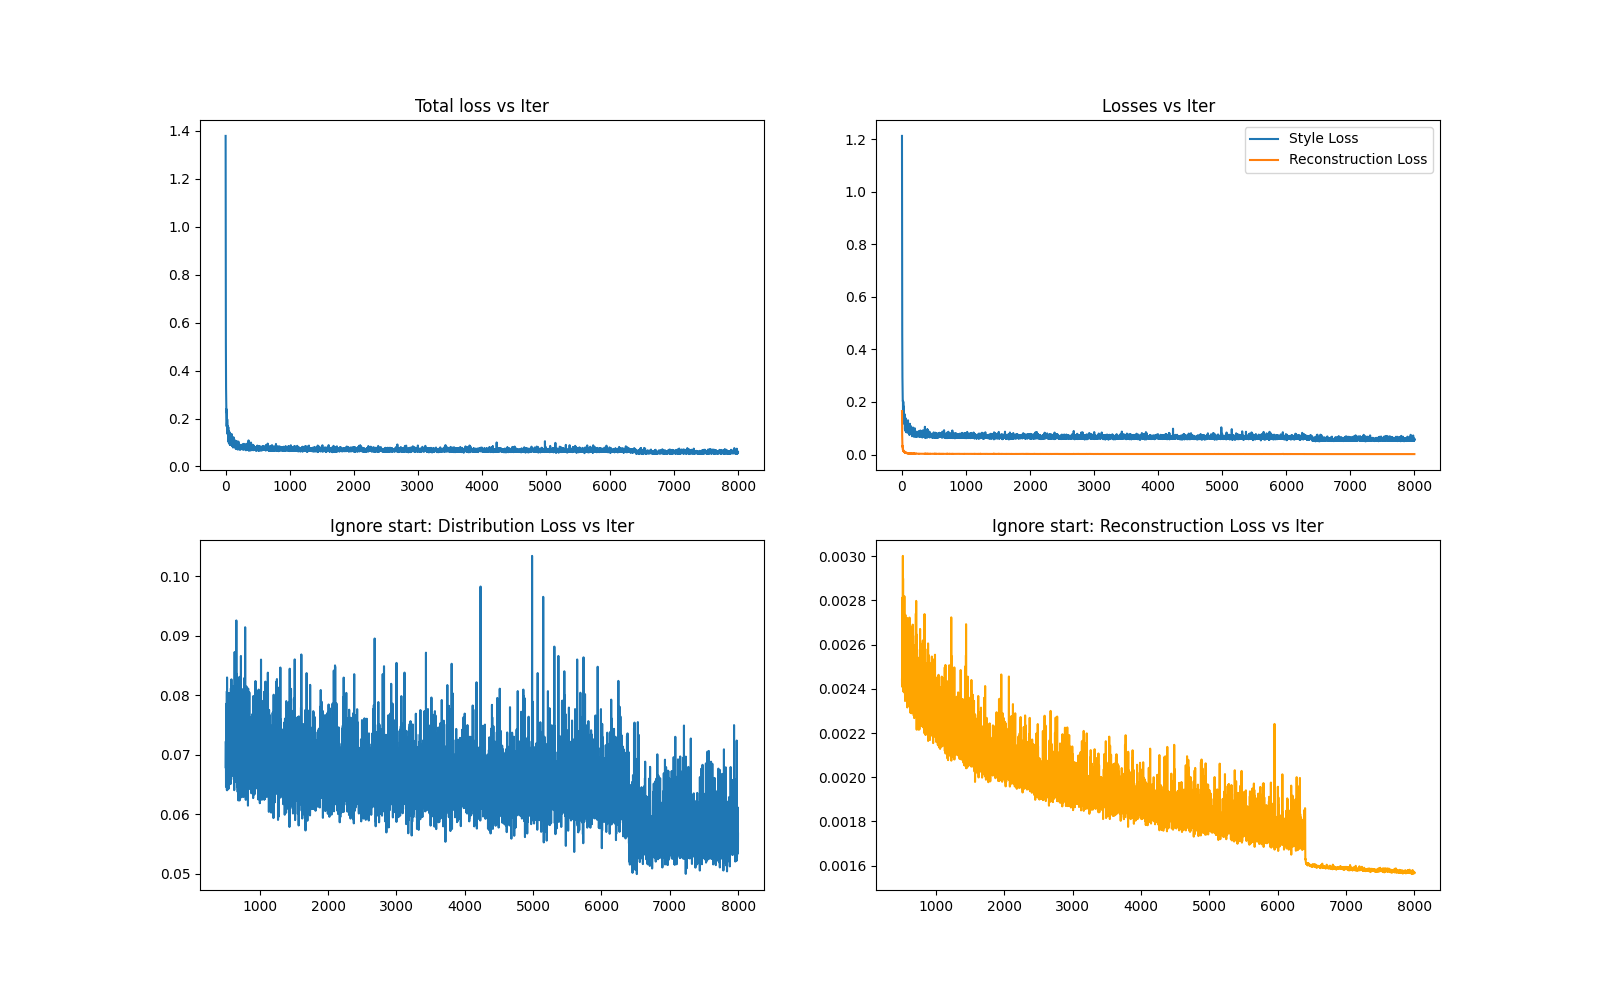 Total loss vs Iter
1.4
1.2
1.0
0.8
0.6
0.4
0.2
0.0
0 1000 2000 3000 4000 5000 6000 7000 8000
Losses vs Iter
Style Loss
Reconstruction Loss
1.2
1.0
0.8
0.6
0.4
0.2
0.0
0 1000 2000 3000 4000 5000 6000 7000 8000
Ignore start: Distribution Loss vs Iter
0.10
0.09
0.08
0.07
0.06
0.05
1000 2000 3000 4000 5000 6000 7000 8000
Ignore start: Reconstruction Loss vs Iter
0.0030
0.0028
0.0026
0.0024
0.0022
0.0020
0.0018
0.0016
1000 2000 3000 4000 5000 6000 7000 8000